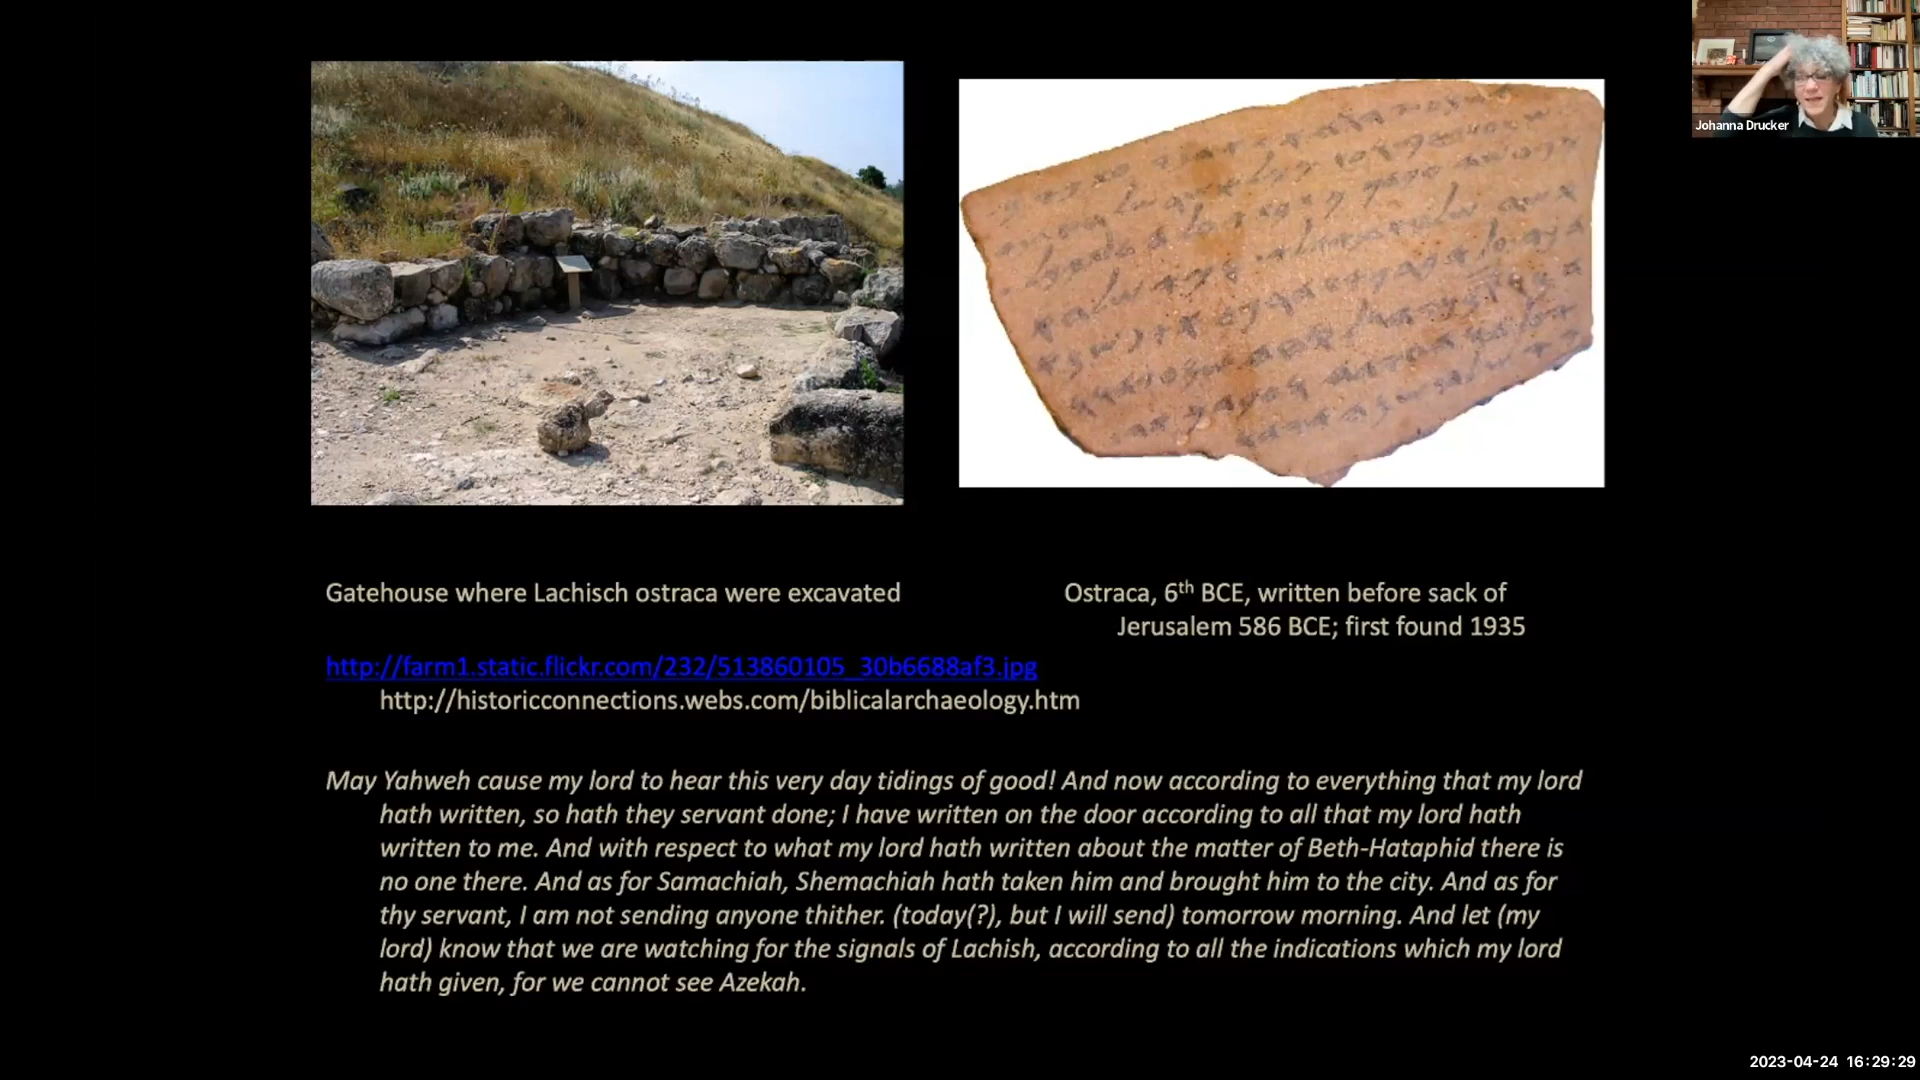 Johanna Drucker
Gatehouse where Lachisch ostraca were excavated
Ostraca, 6th BCE, written before sack of
Jerusalem 586 BCE; first found 1935
http://farm1.static.flickr.com/232/513860105_30b6688af3.jpg
http://historicconnections.webs.com/biblicalarchaeology.htm
May Yahweh cause my lord to hear this very day tidings of good! And now according to everything that my lord
hath written, so hath they servant done; I have written on the door according to all that my lord hath
written to me. And with respect to what my lord hath written about the matter of Beth-Hataphid there is
no one there. And as for Samachiah, Shemachiah hath taken him and brought him to the city. And as for
thy servant, I am not sending anyone thither. (today(?), but I will send) tomorrow morning. And let (my
lord) know that we are watching for the signals of Lachish, according to all the indications which my lord
hath given, for we cannot see Azekah.
2023-04-24 16:29:29